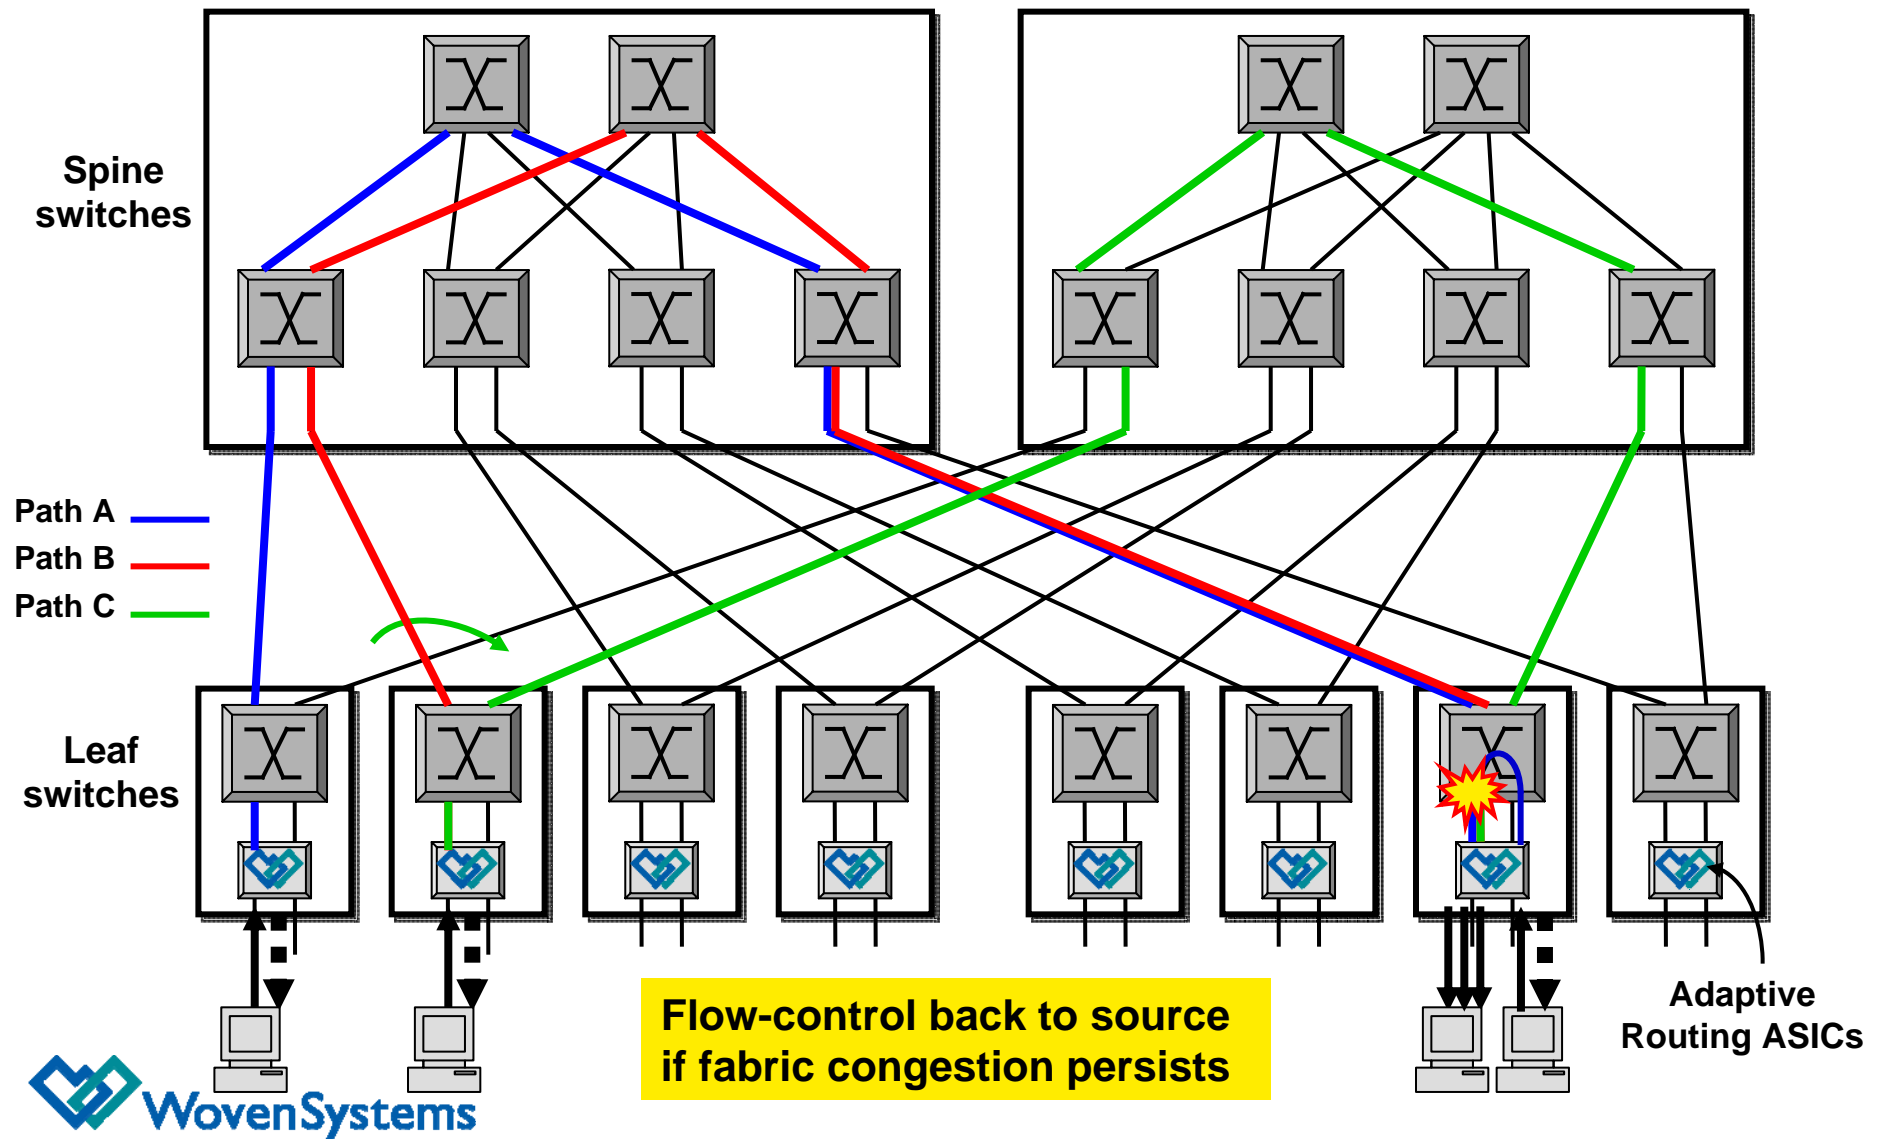 Spine
switches
Path A
Path B
Path C
Leaf
switches
Flow-control back to source
if fabric congestion persists
Adaptive
Routing ASICs
WovenSystems